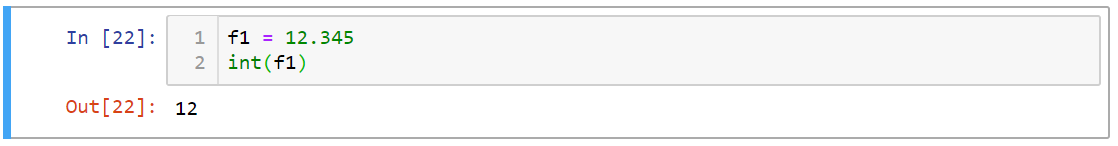 In [22]:
1 f1 = 12.345
2 int(f1)
Out[22]: 12